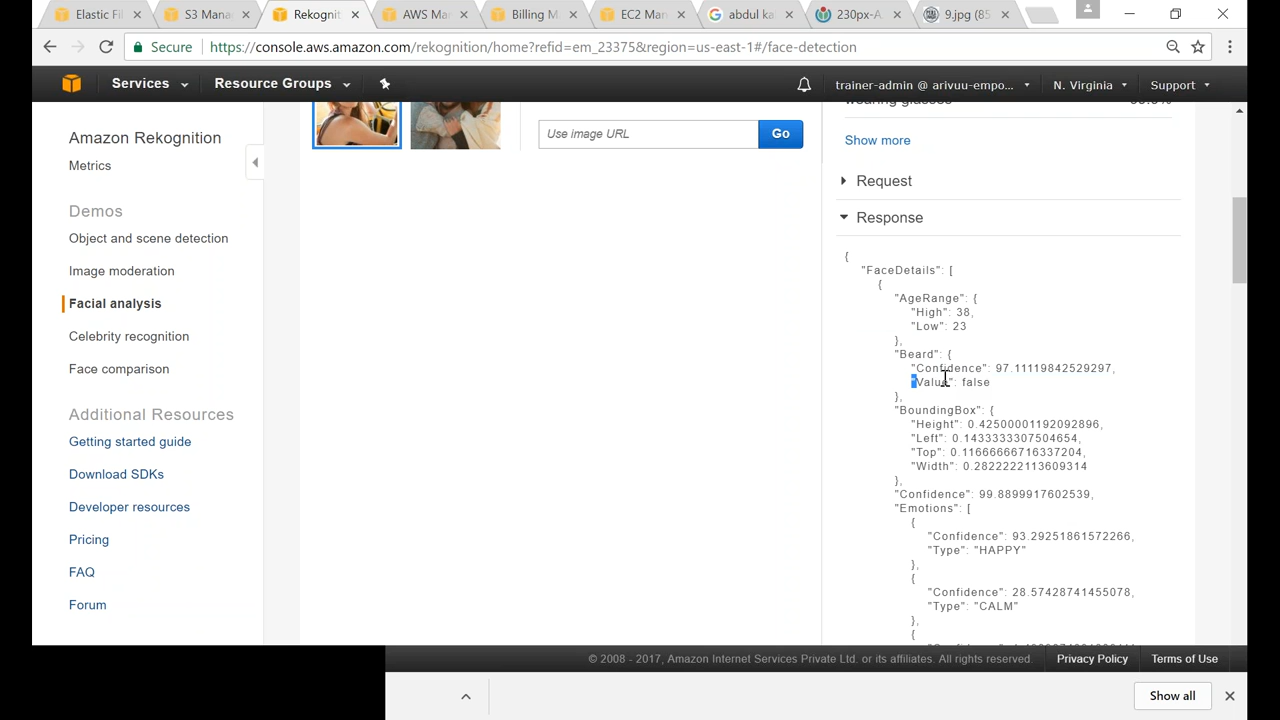 Elastic Fil
S3 Mana
Rekognit
AWS Ma
Billing M
EC2 Man
abdul ka
230px-A
9.jpg (85
Secure
https://console.aws.amazon.com/rekognition/home?refid=em_23375&region=us-east-1#/face-detection
Services
Resource Groups
trainer-admin @ arivuu-empo...
N. Virginia
Support
Amazon Rekognition
Metrics
Demos
Object and scene detection
Image moderation
Facial analysis
Celebrity recognition
Face comparison
Additional Resources
Getting started guide
Download SDKs
Developer resources
Pricing
FAQ
Forum
Use image URL
Go
wearing glasses
Show more
Request
Response
{
"FaceDetails": [
{
"AgeRange": {
"High": 38,
"Low": 23
},
"Beard": {
"Confidence": 97.11119842529297,
"Value": false
},
"BoundingBox": {
"Height": 0.42500001192092896,
"Left": 0.1433333307504654,
"Top": 0.11666666716337204,
"Width": 0.2822222113609314
},
"Confidence": 99.8899917602539,
"Emotions": [
{
"Confidence": 93.29251861572266,
"Type": "HAPPY"
},
{
"Confidence": 28.57428741455078,
"Type": "CALM"
},
{
© 2008 - 2017, Amazon Internet Services Private Ltd. or its affiliates. All rights reserved.
Privacy Policy
Terms of Use
Show all